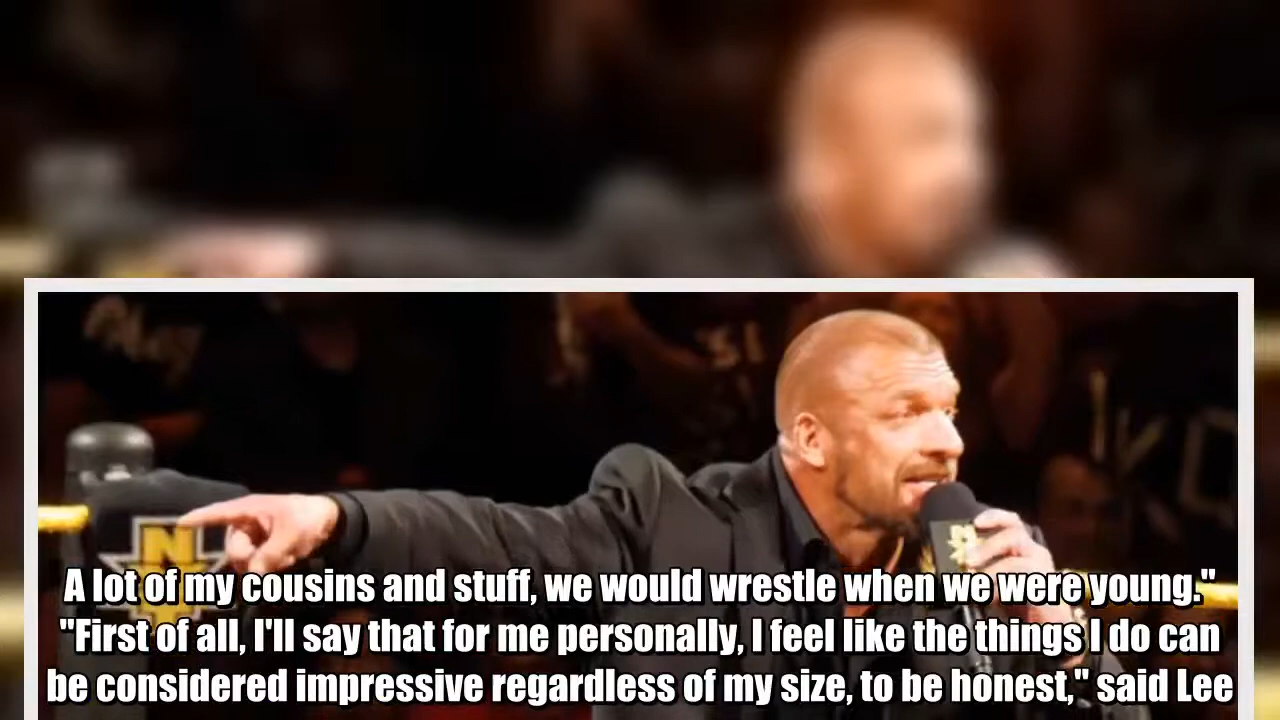 A lot of my cousins and stuff, we would wrestle when we were young."
"First of all, I'll say that for me personally, I feel like the things I do can
be considered impressive regardless of my size, to be honest," said Lee